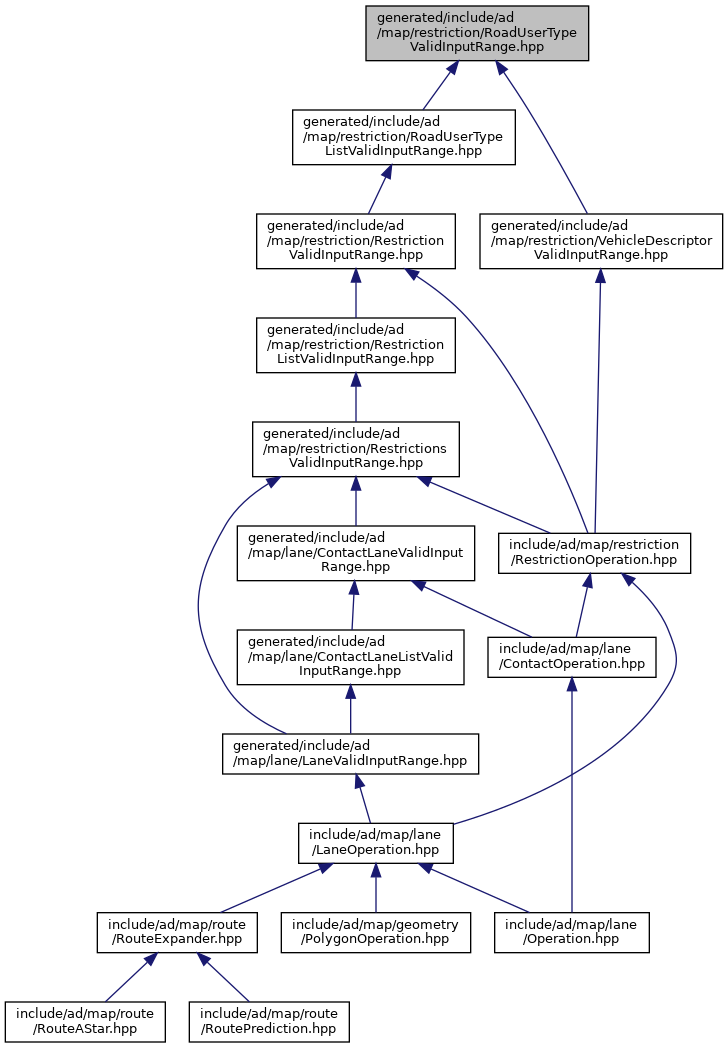 generated/include/ad
/map/restriction/RoadUserType
ValidInputRange.hpp
generated/include/ad
/map/restriction/RoadUserType
ListValidInputRange.hpp
generated/include/ad
/map/restriction/Restriction
ValidInputRange.hpp
generated/include/ad
/map/restriction/VehicleDescriptor
ValidInputRange.hpp
generated/include/ad
/map/restriction/Restriction
ListValidInputRange.hpp
generated/include/ad
/map/restriction/Restrictions
ValidInputRange.hpp
generated/include/ad
/map/lane/ContactLaneValidInput
Range.hpp
include/ad/map/restriction
/RestrictionOperation.hpp
generated/include/ad
/map/lane/ContactLaneListValid
InputRange.hpp
include/ad/map/lane
/ContactOperation.hpp
generated/include/ad
/map/lane/LaneValidInputRange.hpp
include/ad/map/lane
/LaneOperation.hpp
include/ad/map/route
/RouteExpander.hpp
include/ad/map/geometry
/PolygonOperation.hpp
include/ad/map/lane
/Operation.hpp
include/ad/map/route
/RouteAStar.hpp
include/ad/map/route
/RoutePrediction.hpp